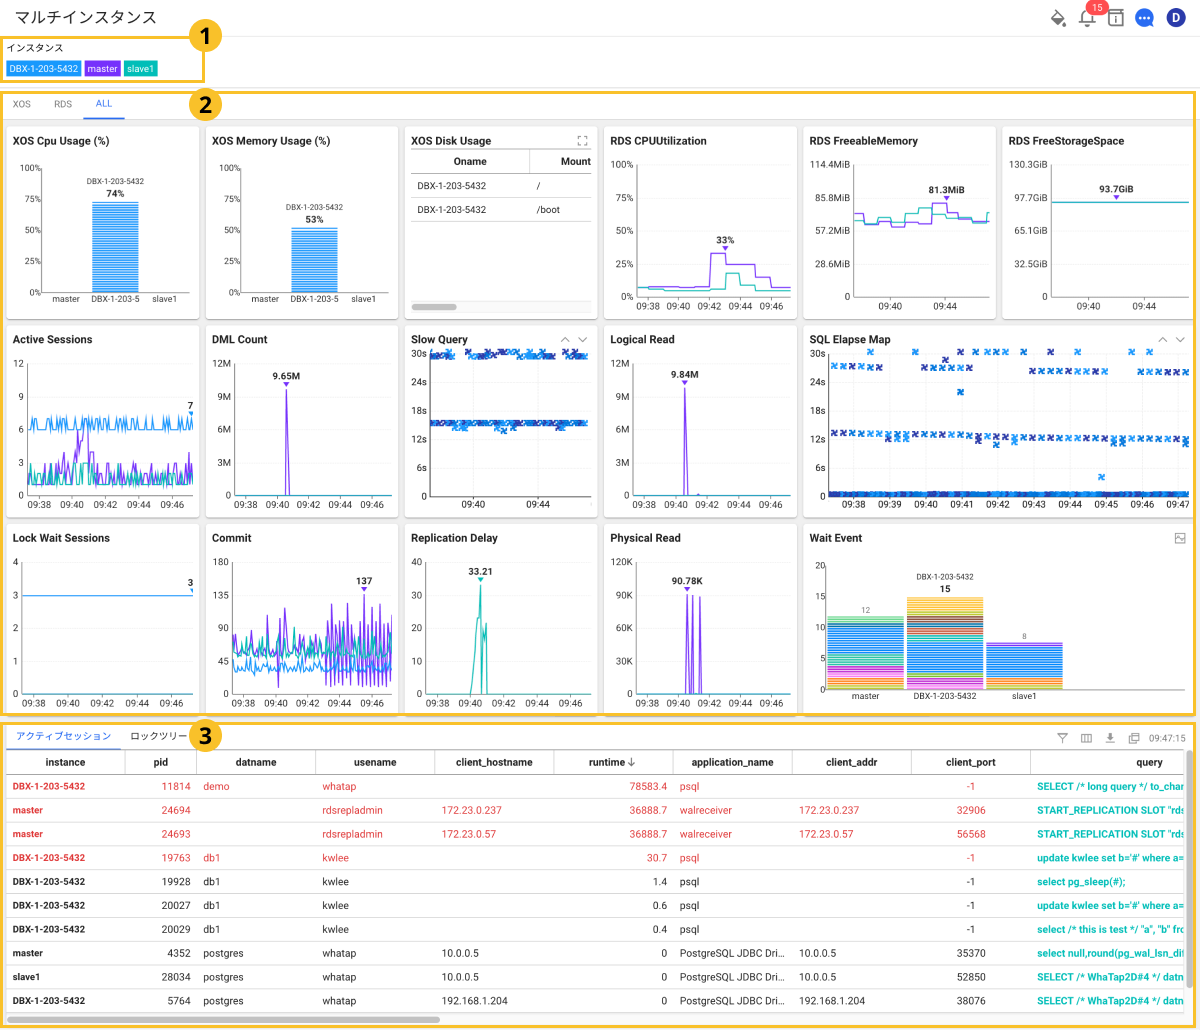 マルチインスタンス
15
D
インスタンス
1
DBX-1-203-5432 master slave1
2
XOS RDS ALL
XOS Cpu Usage (%)
100%
75%
50%
25%
0%
DBX-1-203-5432
74%
master DBX-1-203-5 slave1
XOS Memory Usage (%)
100%
75%
50%
25%
0%
DBX-1-203-5432
53%
master DBX-1-203-5 slave1
XOS Disk Usage
Oname Mount
DBX-1-203-5432 /
DBX-1-203-5432 /boot
RDS CPUUtilization
100%
75%
50%
25%
0%
33%
09:38 09:40 09:42 09:44 09:46
RDS FreeableMemory
114.4MiB
85.8MiB
57.2MiB
28.6MiB
0
81.3MiB
09:40 09:44
RDS FreeStorageSpace
130.3GiB
97.7GiB
65.1GiB
32.5GiB
0
93.7GiB
09:40 09:44
Active Sessions
12
9
6
3
0
7
09:38 09:40 09:42 09:44 09:46
DML Count
12M
9M
6M
3M
0
9.65M
09:38 09:40 09:42 09:44 09:46
Slow Query
30s
24s
18s
12s
6s
0
09:40 09:44
Logical Read
12M
9M
6M
3M
0
9.84M
09:38 09:40 09:42 09:44 09:46
SQL Elapse Map
30s
24s
18s
12s
6s
0
09:38 09:39 09:40 09:41 09:42 09:43 09:44 09:45 09:46 09:47
Lock Wait Sessions
4
3
2
1
0
3
09:38 09:40 09:42 09:44 09:46
Commit
180
135
90
45
0
137
09:38 09:40 09:42 09:44 09:46
Replication Delay
40
30
20
10
0
33.21
09:38 09:40 09:42 09:44 09:46
Physical Read
120K
90K
60K
30K
0
90.78K
09:38 09:40 09:42 09:44 09:46
Wait Event
20
15
10
5
0
12
DBX-1-203-5432
15
8
master DBX-1-203-5432 slave1
アクティブセッション ロックツリー 3 09:47:15
instance pid datname usename client_hostname runtime application_name client_addr client_port query
DBX-1-203-5432 11814 demo whatap 78583.4 psql -1 SELECT /* long query */ to_char
master 24694 rdsrepladmin 172.23.0.237 36888.7 walreceiver 172.23.0.237 32906 START_REPLICATION SLOT "rds
master 24693 rdsrepladmin 172.23.0.57 36888.7 walreceiver 172.23.0.57 56568 START_REPLICATION SLOT "rds
DBX-1-203-5432 19763 db1 kwlee 30.7 psql -1 update kwlee set b='#' where a=
DBX-1-203-5432 19928 db1 kwlee 1.4 psql -1 select pg_sleep(#);
DBX-1-203-5432 20027 db1 kwlee 0.6 psql -1 update kwlee set b='#' where a=
DBX-1-203-5432 20029 db1 kwlee 0.4 psql -1 select /* this is test */ "a", "b" fro
master 4352 postgres whatap 10.0.0.5 0 PostgreSQL JDBC Dri... 10.0.0.5 35370 select null,round(pg_wal_lsn_dif
slave1 28034 postgres whatap 10.0.0.5 0 PostgreSQL JDBC Dri... 10.0.0.5 52850 SELECT /* WhaTap2D#4 */ datn
DBX-1-203-5432 5764 postgres whatap 192.168.1.204 0 PostgreSQL JDBC Dri... 192.168.1.204 38076 SELECT /* WhaTap2D#4 */ datn